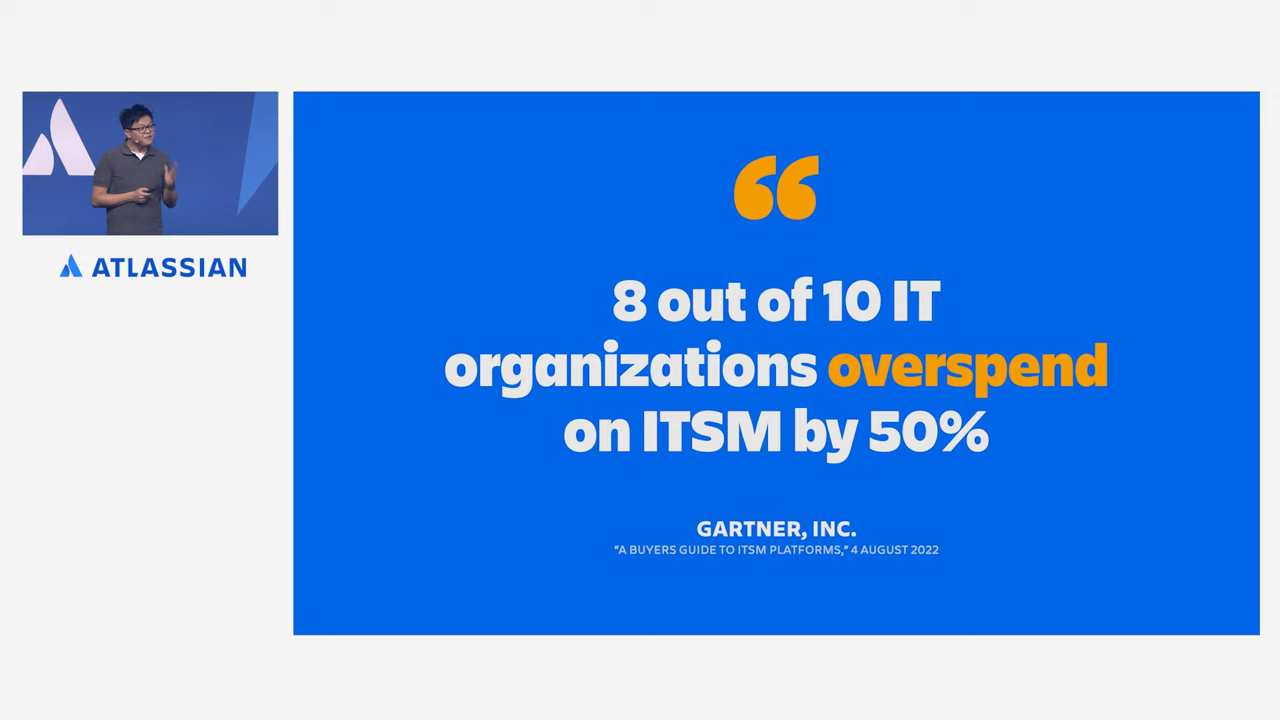 ATLASSIAN
“
8 out of 10 IT
organizations overspend
on ITSM by 50%
GARTNER, INC.
“A BUYERS GUIDE TO ITSM PLATFORMS,” 4 AUGUST 2022